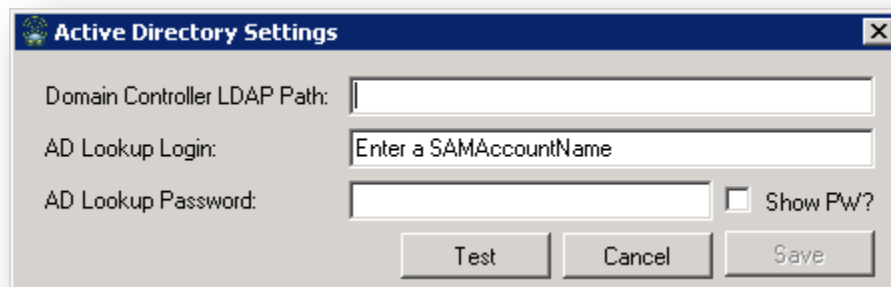 Active Directory Settings
Domain Controller LDAP Path:
AD Lookup Login: Enter a SAMAccountName
AD Lookup Password: Show PW?
Test Cancel Save